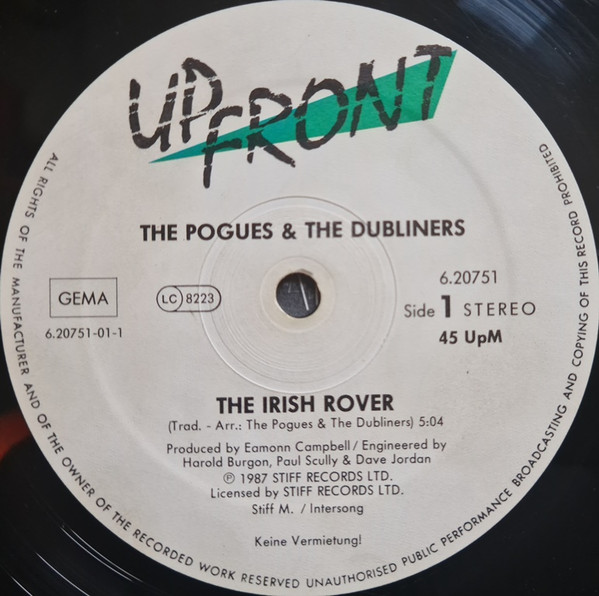 UPFRONT
THE POGUES & THE DUBLINERS
GEMA
LC 8223
6.20751
Side 1 STEREO
6.20751-01-1
45 UpM
THE IRISH ROVER
(Trad. - Arr.: The Pogues & The Dubliners) 5:04
Produced by Eamonn Campbell / Engineered by
Harold Burgon, Paul Scully & Dave Jordan
℗ 1987 STIFF RECORDS LTD.
Licensed by STIFF RECORDS LTD.
Stiff M. / Intersong
Keine Vermietung!
ALL RIGHTS OF THE MANUFACTURER AND OF THE OWNER OF THE RECORDED WORK RESERVED UNAUTHORISED PUBLIC PERFORMANCE BROADCASTING AND COPYING OF THIS RECORD PROHIBITED